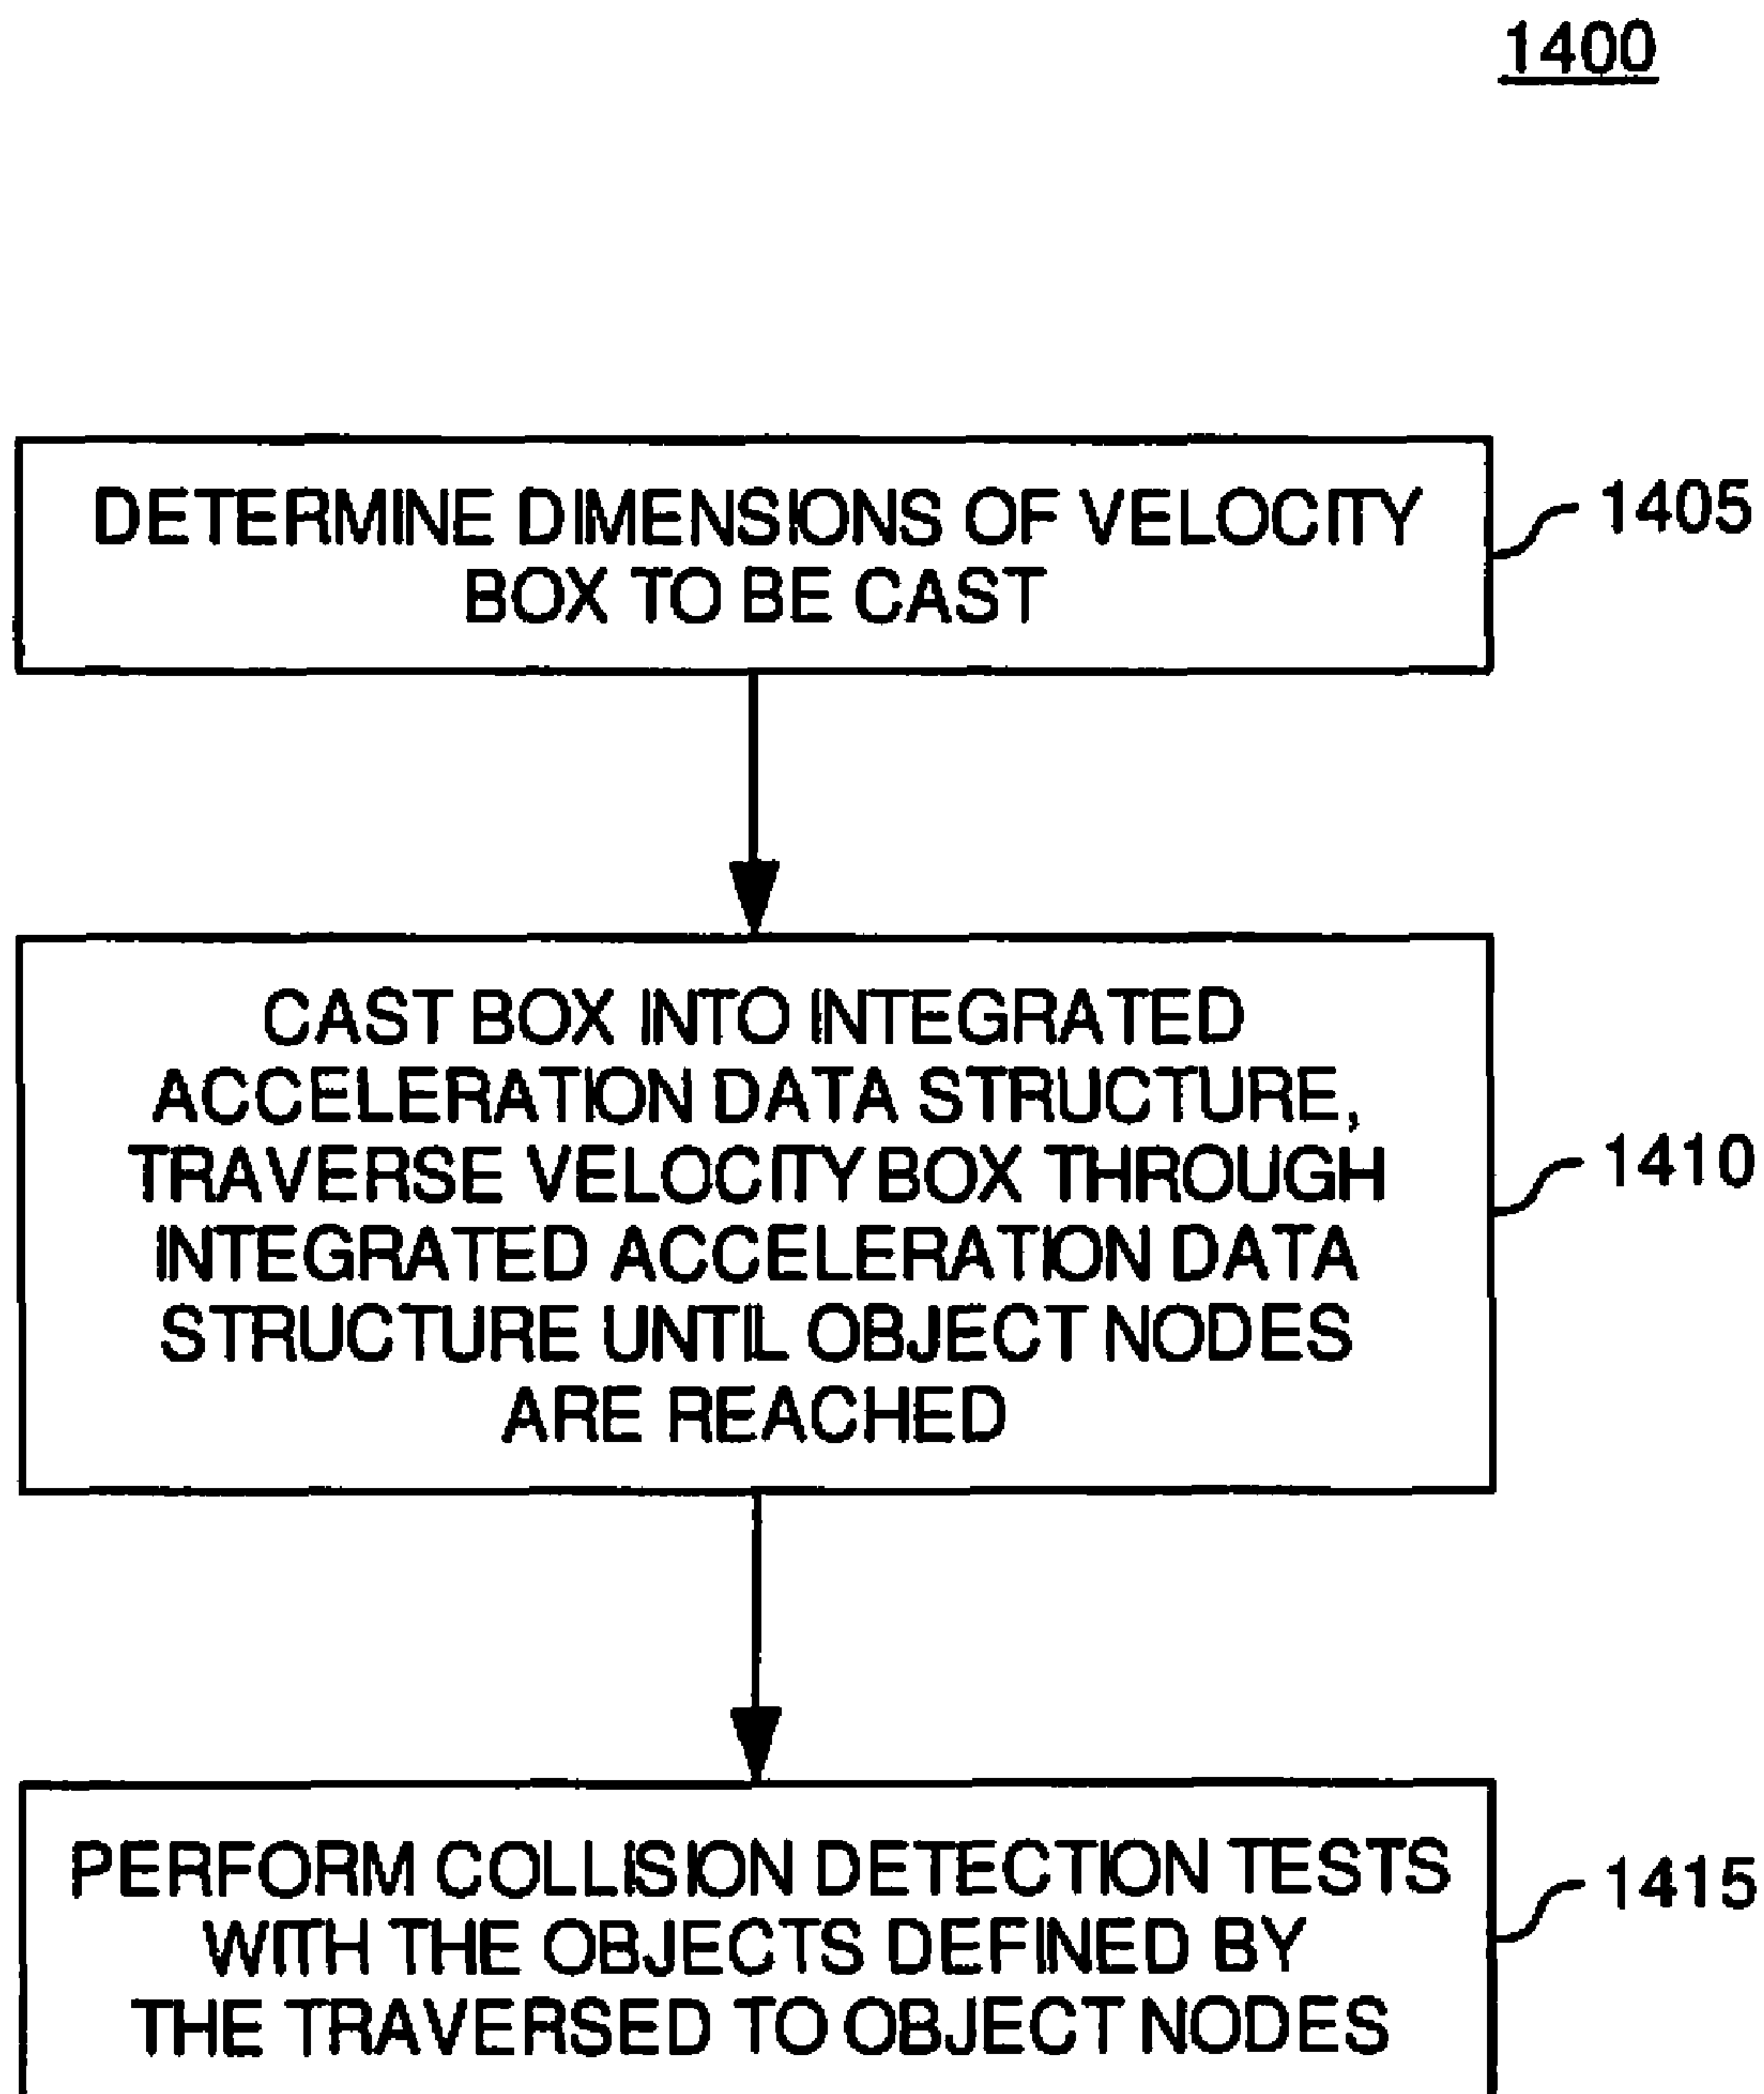 1400
DETERMINE DIMENSIONS OF VELOCITY
BOX TO BE CAST
1405
CAST BOX INTO INTEGRATED
ACCELERATION DATA STRUCTURE,
TRAVERSE VELOCITY BOX THROUGH
INTEGRATED ACCELERATION DATA
STRUCTURE UNTIL OBJECT NODES
ARE REACHED
1410
PERFORM COLLISION DETECTION TESTS
WITH THE OBJECTS DEFINED BY
THE TRAVERSED TO OBJECT NODES
1415